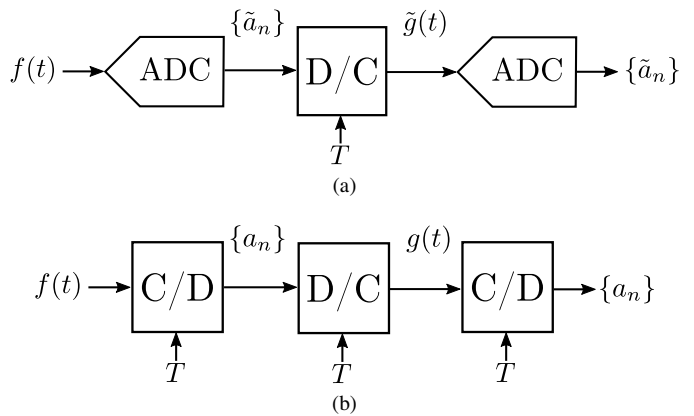 {ã_n} g̃(t)
f(t) ADC D/C ADC {ã_n}
T
(a)
{a_n} g(t)
f(t) C/D D/C C/D {a_n}
T T T
(b)